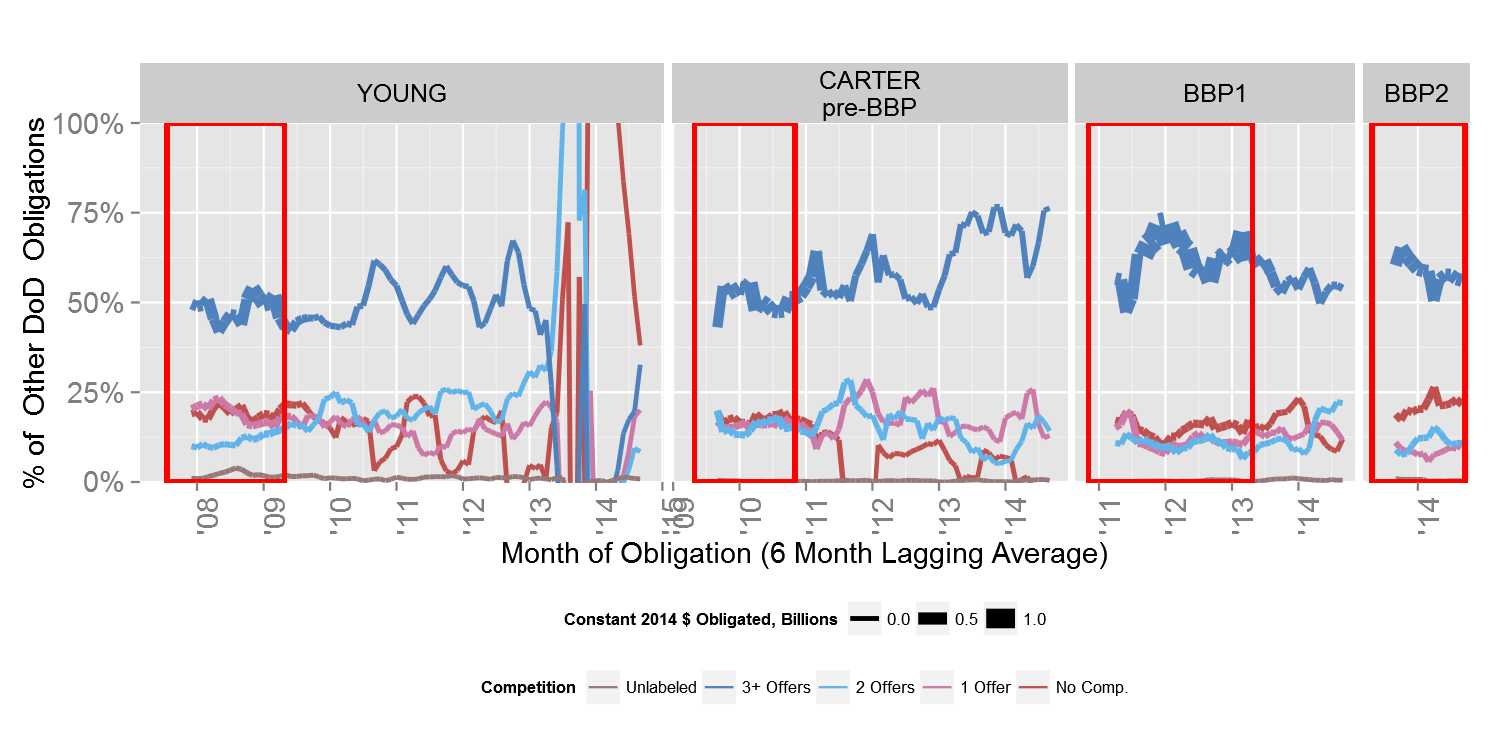 YOUNG
CARTER
pre-BBP
BBP1
BBP2
% of Other DoD Obligations
100%
75%
50%
25%
0%
'08
'09
'10
'11
'12
'13
'14
'15
'09
'10
'11
'12
'13
'14
'11
'12
'13
'14
'14
Month of Obligation (6 Month Lagging Average)
Constant 2014 $ Obligated, Billions 0.0 0.5 1.0
Competition Unlabeled 3+ Offers 2 Offers 1 Offer No Comp.